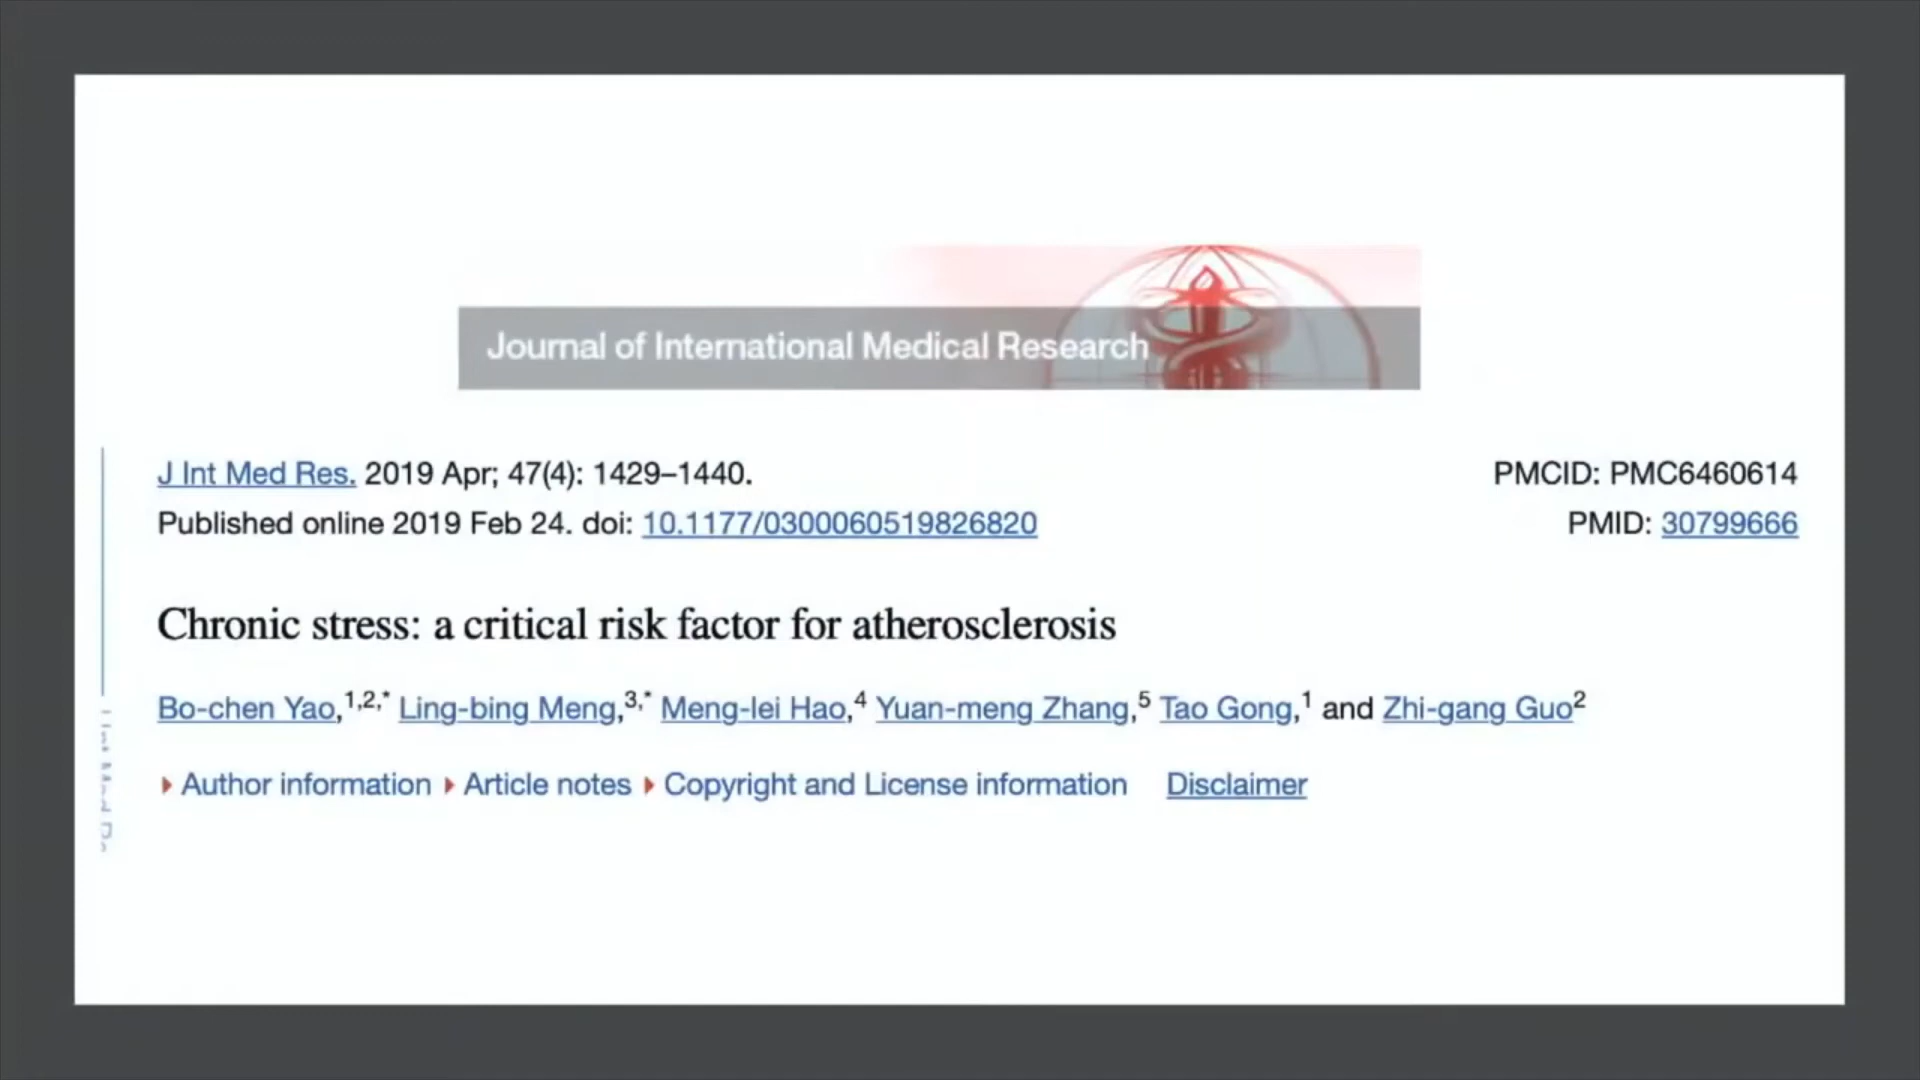 Journal of International Medical Research
J Int Med Res. 2019 Apr; 47(4): 1429–1440.
PMCID: PMC6460614
Published online 2019 Feb 24. doi: 10.1177/0300060519826820
PMID: 30799666
Chronic stress: a critical risk factor for atherosclerosis
Bo-chen Yao,1,2,* Ling-bing Meng,3,* Meng-lei Hao,4 Yuan-meng Zhang,5 Tao Gong,1 and Zhi-gang Guo2
Author information Article notes Copyright and License information Disclaimer